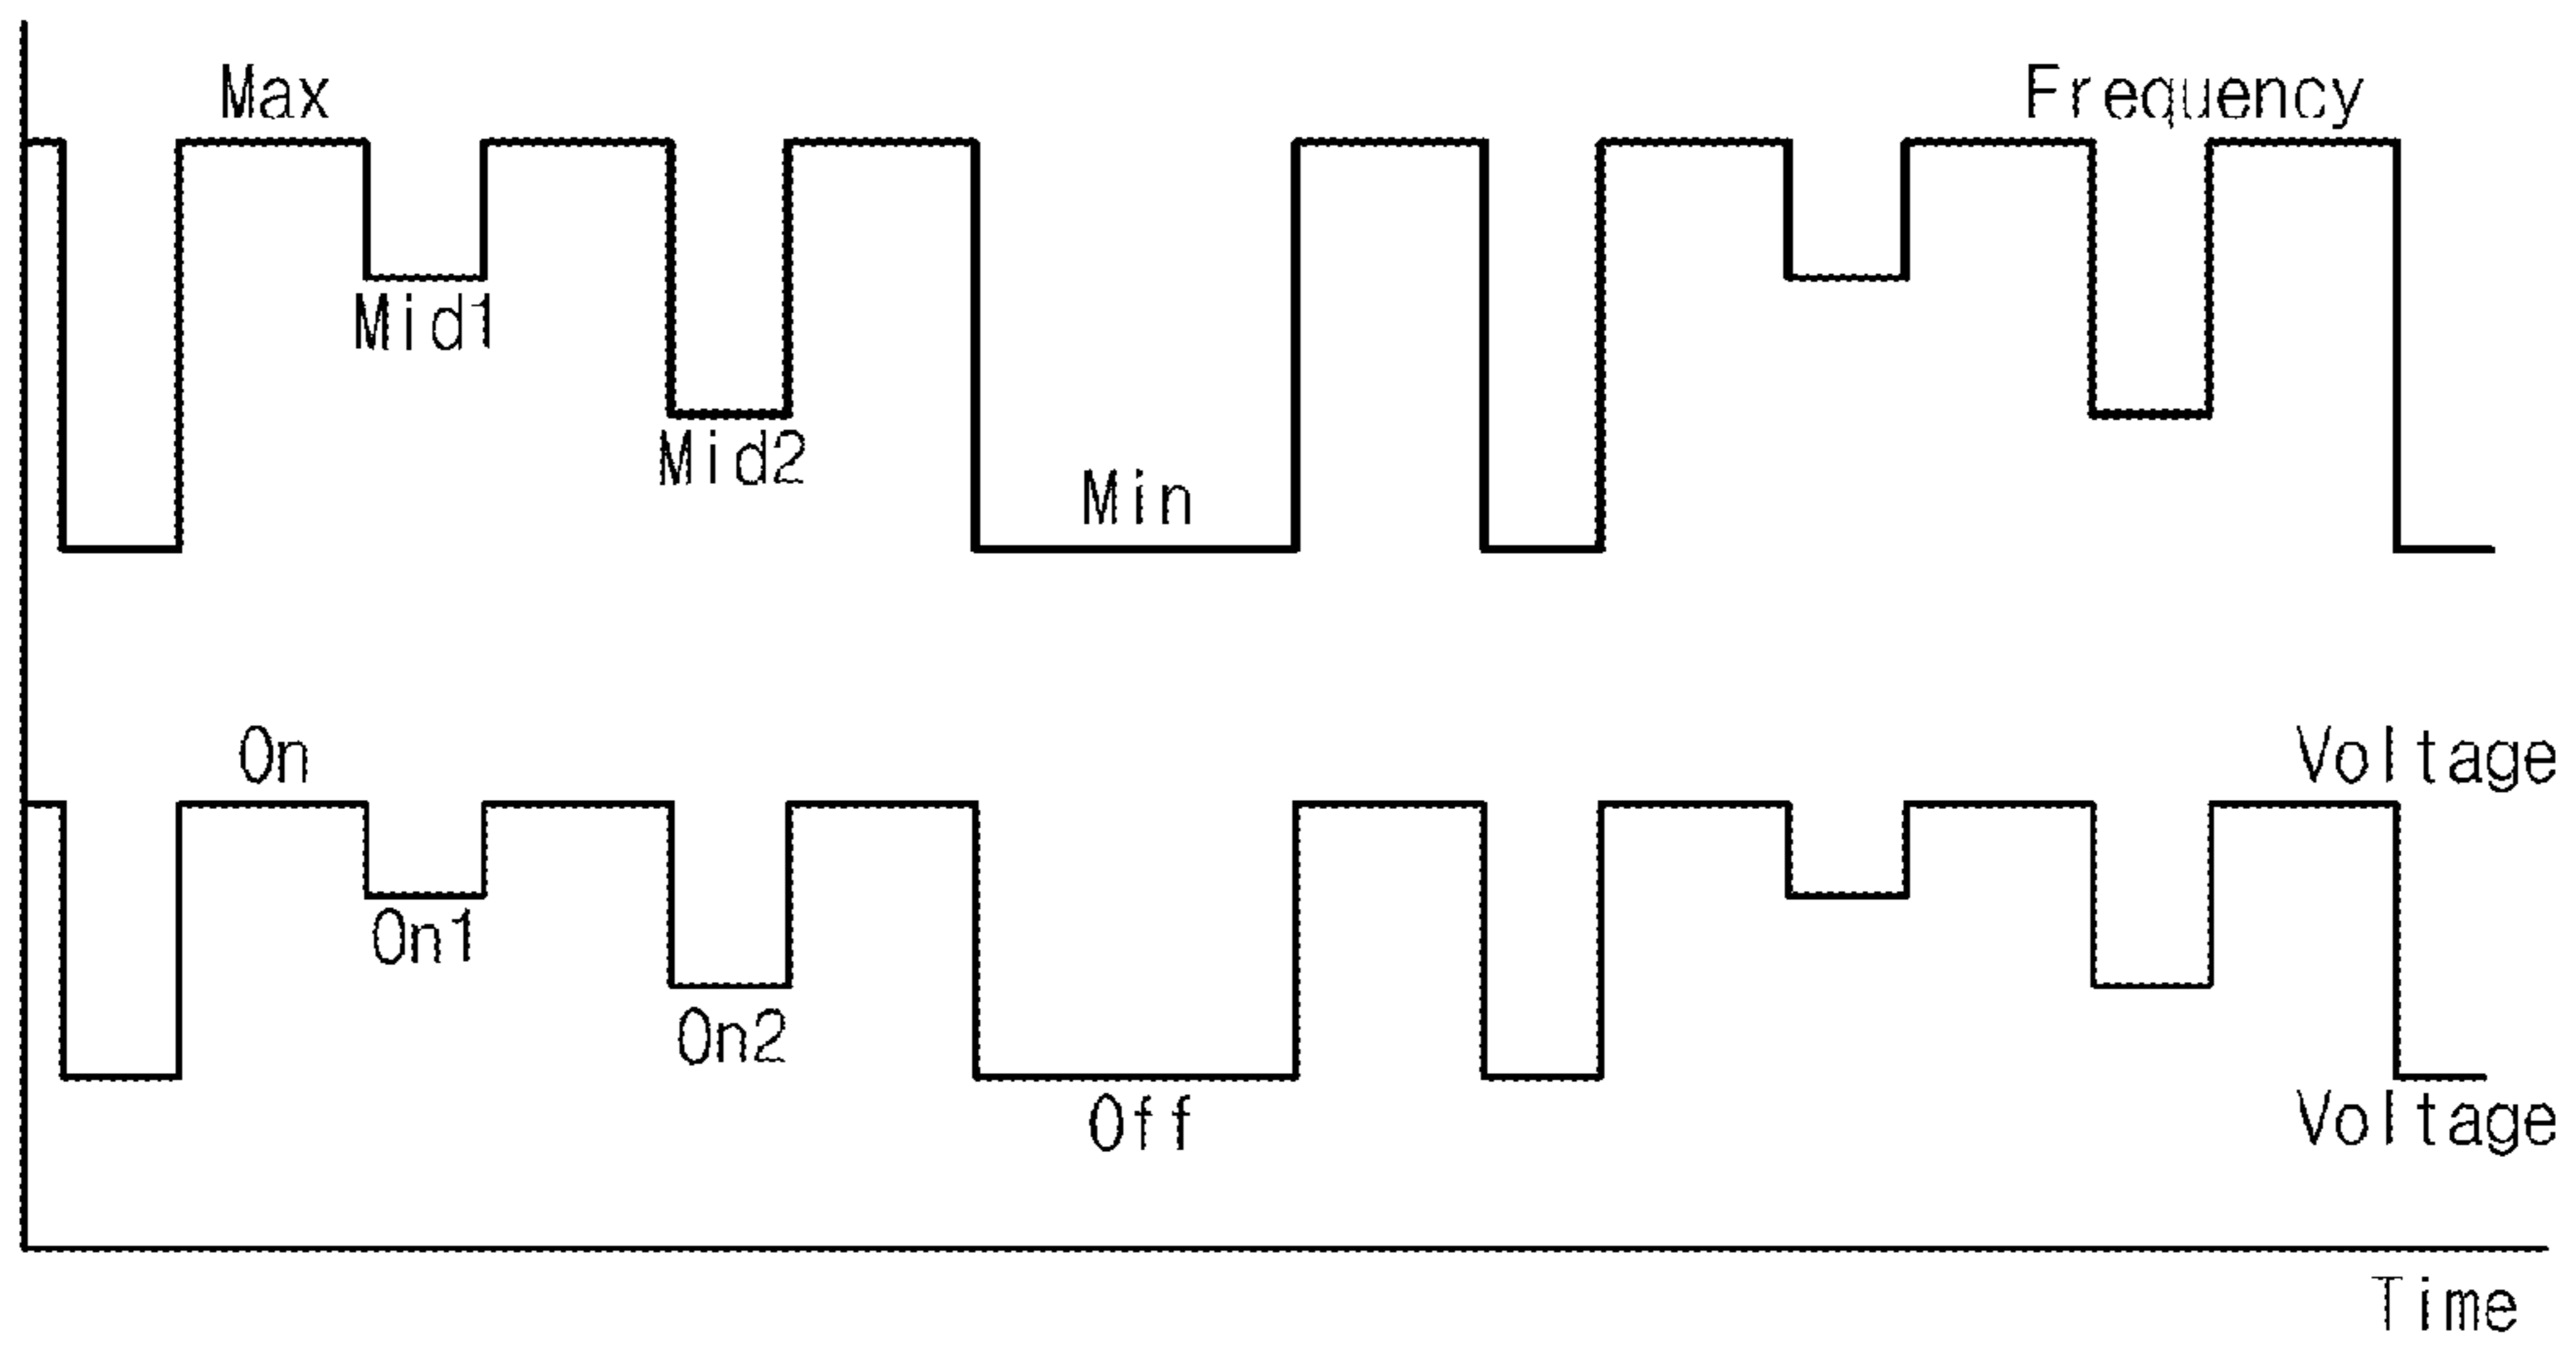 Max
Frequency
Mid1
Mid2
Min
On
Voltage
On1
On2
Off
Voltage
Time